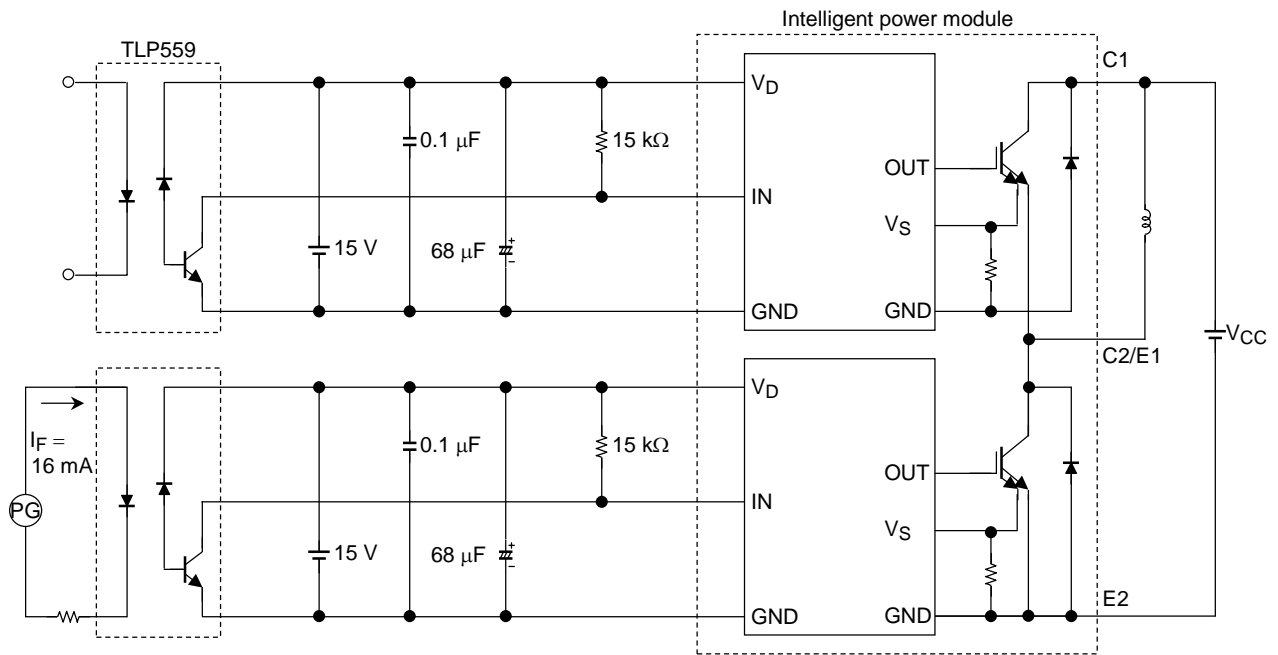 Intelligent power module
TLP559
C1
VD
0.1 μF
15 kΩ
OUT
IN
VS
15 V
68 μF
+
−
GND
GND
VCC
C2/E1
VD
IF =
16 mA
0.1 μF
15 kΩ
OUT
IN
PG
VS
15 V
68 μF
+
−
E2
GND
GND